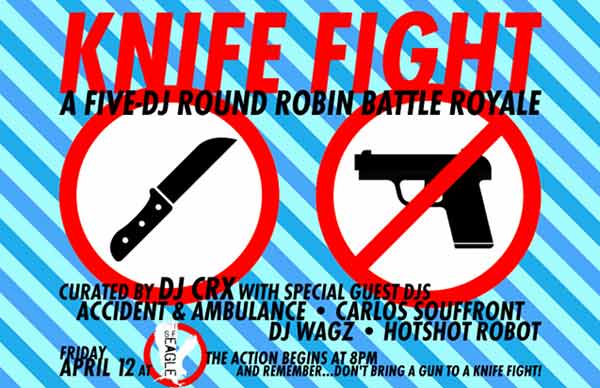 KNIFE FIGHT
A FIVE-DJ ROUND ROBIN BATTLE ROYALE
CURATED BY DJ CRX WITH SPECIAL GUEST DJS
ACCIDENT & AMBULANCE • CARLOS SOUFFRONT
DJ WAGZ • HOTSHOT ROBOT
FRIDAY
APRIL 12 AT
SF EAGLE
THE ACTION BEGINS AT 8PM
AND REMEMBER...DON'T BRING A GUN TO A KNIFE FIGHT!